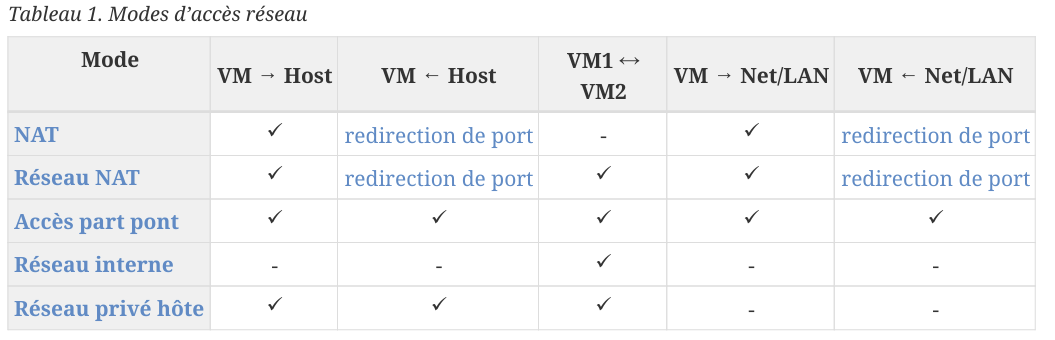 Tableau 1. Modes d’accès réseau
Mode VM → Host VM ← Host VM1 ↔ VM2 VM → Net/LAN VM ← Net/LAN
NAT ✓ redirection de port - ✓ redirection de port
Réseau NAT ✓ redirection de port ✓ ✓ redirection de port
Accès part pont ✓ ✓ ✓ ✓ ✓
Réseau interne - - ✓ - -
Réseau privé hôte ✓ ✓ ✓ - -